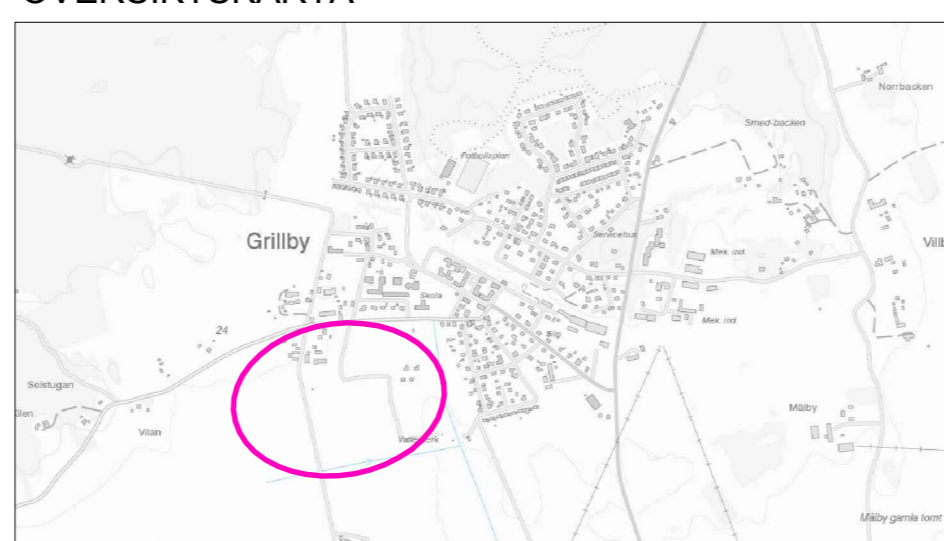 ÖVERSIKTSKARTA
Norrbacken
Smed-backen
Fotbollsplan
Grillby
Servicehus
Mek. ind.
Villb
Skola
24
Mek. ind.
Slip
Solstugan
Vilan
Målby
Vattenverk
Målby gamla tomt